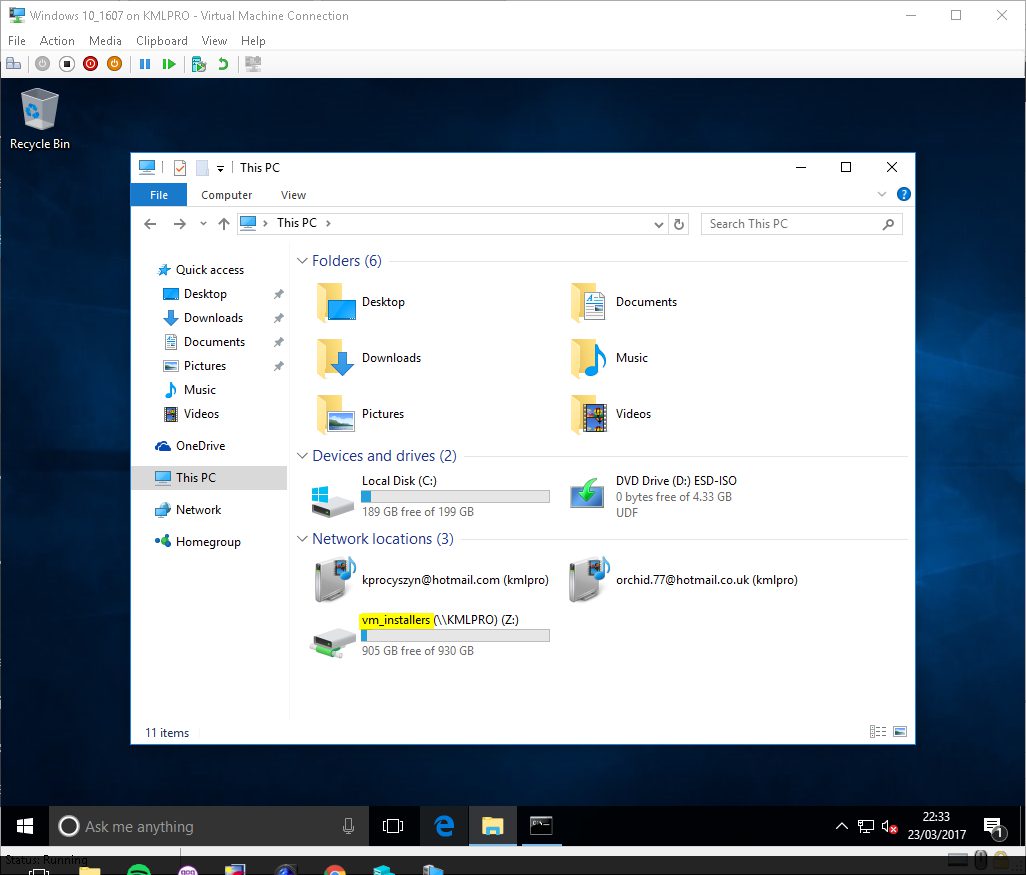 Windows 10_1607 on KMLPRO - Virtual Machine Connection
File Action Media Clipboard View Help
Recycle Bin
This PC
File Computer View
This PC
Search This PC
Quick access
Desktop
Downloads
Documents
Pictures
Music
Videos
OneDrive
This PC
Network
Homegroup
Folders (6)
Desktop
Documents
Downloads
Music
Pictures
Videos
Devices and drives (2)
Local Disk (C:)
189 GB free of 199 GB
DVD Drive (D:) ESD-ISO
0 bytes free of 4.33 GB
UDF
Network locations (3)
kprocyszyn@hotmail.com (kmlpro)
orchid.77@hotmail.co.uk (kmlpro)
vm_installers (\\KMLPRO) (Z:)
905 GB free of 930 GB
11 items
Ask me anything
22:33
23/03/2017
1
Status: Running